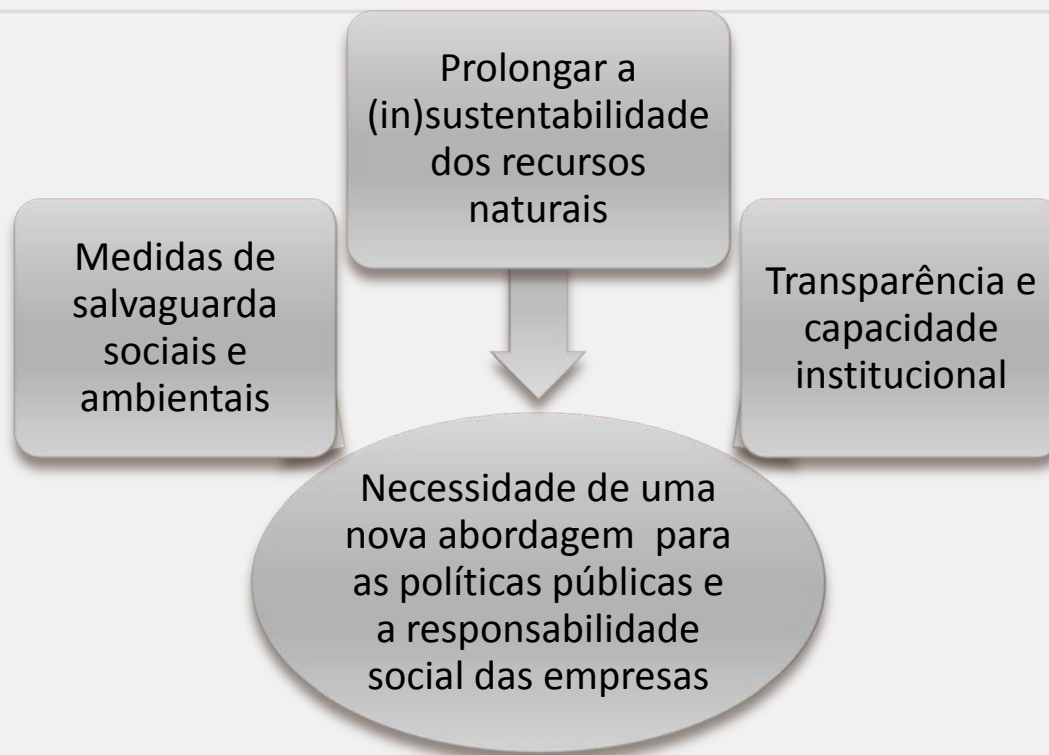 Prolongar a
(in)sustentabilidade
dos recursos
naturais
Medidas de
salvaguarda
sociais e
ambientais
Transparência e
capacidade
institucional
Necessidade de uma
nova abordagem para
as políticas públicas e
a responsabilidade
social das empresas